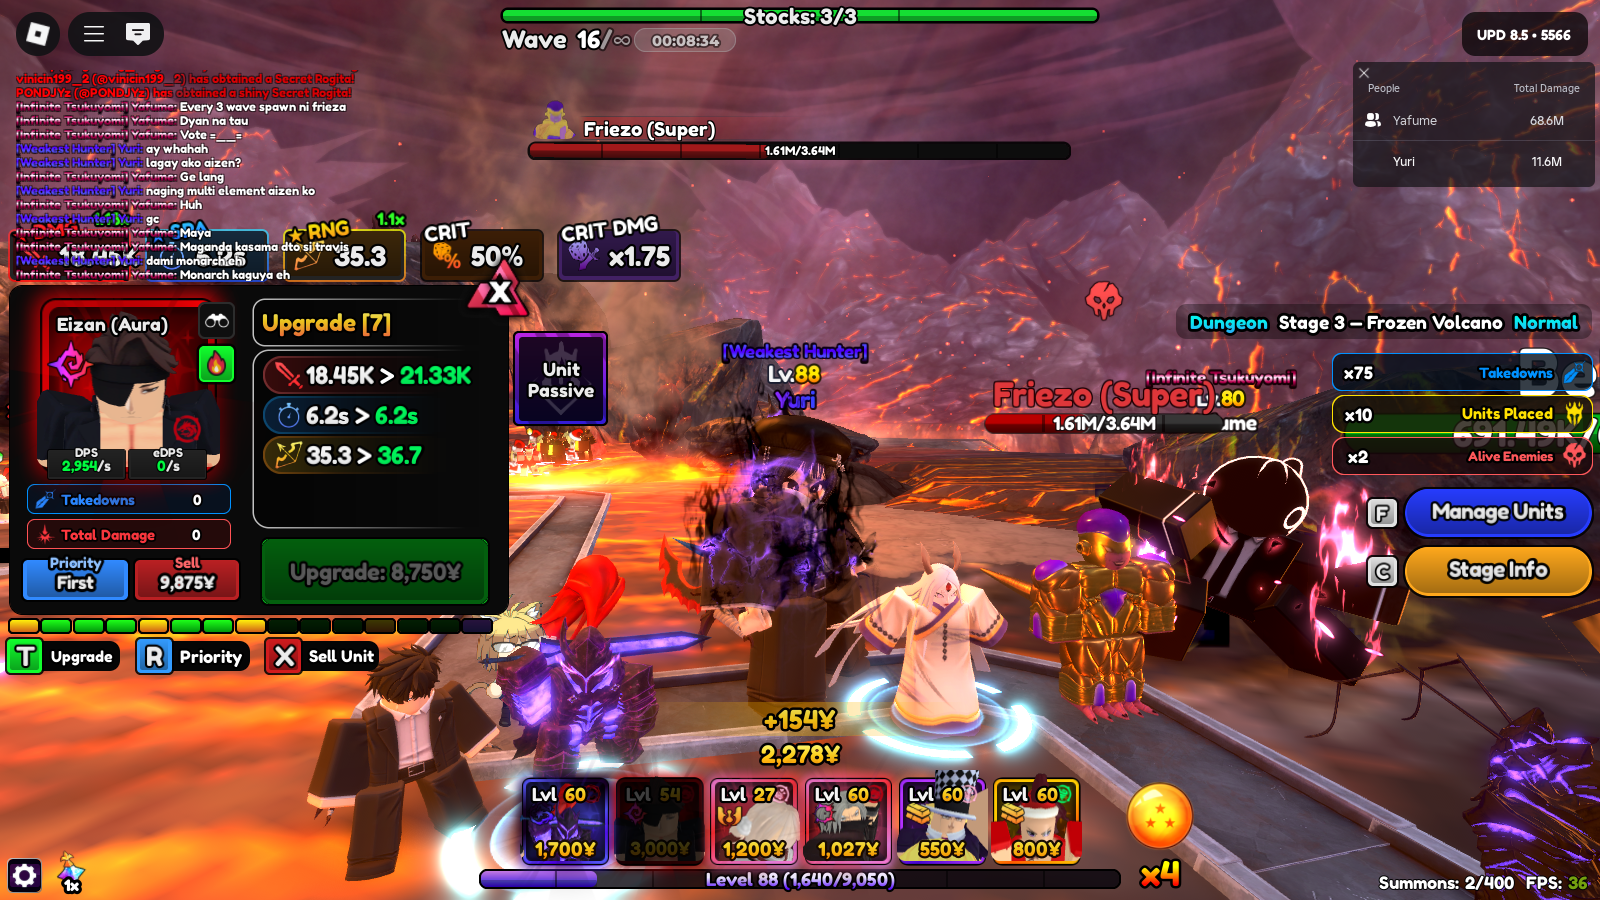 Stocks: 3/3
Wave 16/∞ 00:08:34
UPD 8.5 • 5566
People Total Damage
Yafume 68.6M
Yuri 11.6M
vinicin199_2 (@vinicin199_2) has obtained a Secret Rogita!
PONDJYz (@PONDJYz) has obtained a shiny Secret Rogita!
[Infinite Tsukuyomi] Yafume: Every 3 wave spawn ni frieza
[Infinite Tsukuyomi] Yafume: Dyan na tau
[Infinite Tsukuyomi] Yafume: Vote =__=
[Weakest Hunter] Yuri: ay whahah
[Weakest Hunter] Yuri: lagay ako aizen?
[Infinite Tsukuyomi] Yafume: Ge lang
[Weakest Hunter] Yuri: naging multi element aizen ko
[Infinite Tsukuyomi] Yafume: Huh
[Weakest Hunter] Yuri: gc
[Infinite Tsukuyomi] Yafume: Maya
[Infinite Tsukuyomi] Yafume: Maganda kasama dto si travis
[Weakest Hunter] Yuri: dami monarch eh
[Infinite Tsukuyomi] Yafume: Monarch kaguya eh
Friezo (Super)
1.61M/3.64M
RNG 1.1x
35.3
CRIT
50%
CRIT DMG
x1.75
X
Eizan (Aura)
DPS
2,954/s
eDPS
0/s
Takedowns 0
Total Damage 0
Priority
First
Sell
9,875¥
Upgrade [7]
18.45K > 21.33K
6.2s > 6.2s
35.3 > 36.7
Upgrade: 8,750¥
Unit
Passive
T Upgrade
R Priority
X Sell Unit
[Weakest Hunter]
Lv.88
Yuri
[Infinite Tsukuyomi]
Friezo (Super)
1.61M/3.64M
Dungeon Stage 3 – Frozen Volcano Normal
x75 Takedowns
x10 Units Placed
x2 Alive Enemies
F Manage Units
C Stage Info
+154¥
2,278¥
Lvl 60
1,700¥
Lvl 54
3,000¥
Lvl 27
1,200¥
Lvl 60
1,027¥
Lvl 60
550¥
Lvl 60
800¥
x4
Level 88 (1,640/9,050)
1x
Summons: 2/400 FPS: 36